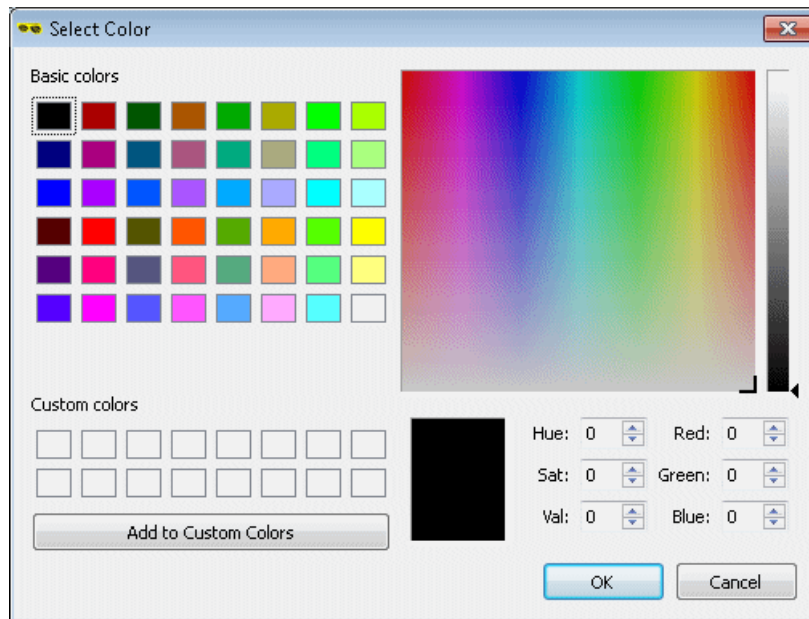 Select Color
Basic colors
Custom colors
Add to Custom Colors
Hue: 0 Red: 0
Sat: 0 Green: 0
Val: 0 Blue: 0
OK Cancel